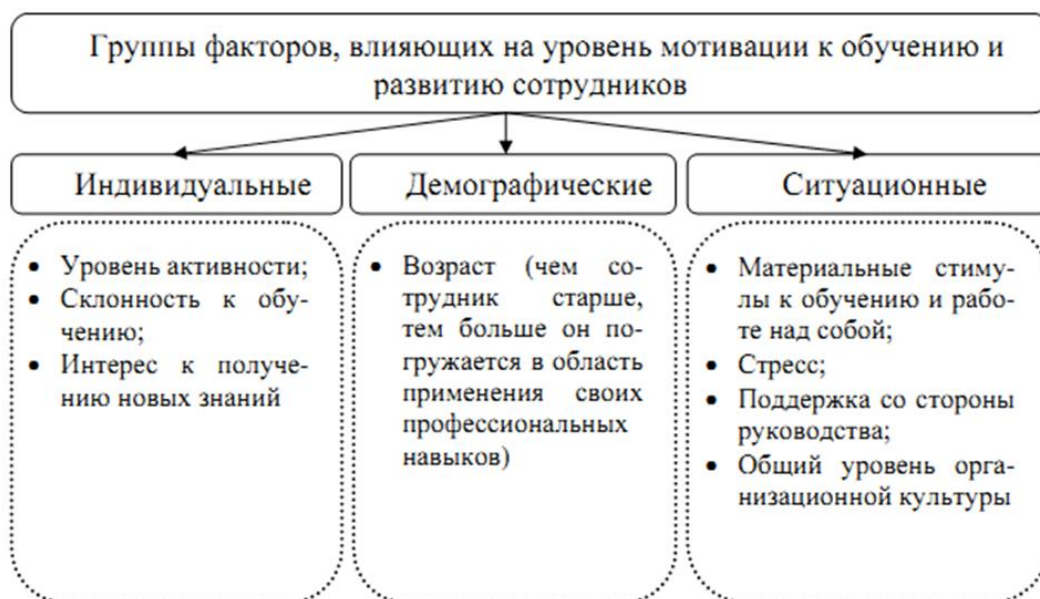 Группы факторов, влияющих на уровень мотивации к обучению и
развитию сотрудников
Индивидуальные
Демографические
Ситуационные
• Уровень активности;
• Склонность к обу-
чению;
• Интерес к получе-
нию новых знаний
• Возраст (чем со-
трудник старше,
тем больше он по-
гружается в область
применения своих
профессиональных
навыков)
• Материальные стиму-
лы к обучению и рабо-
те над собой;
• Стресс;
• Поддержка со стороны
руководства;
• Общий уровень орга-
низационной культуры